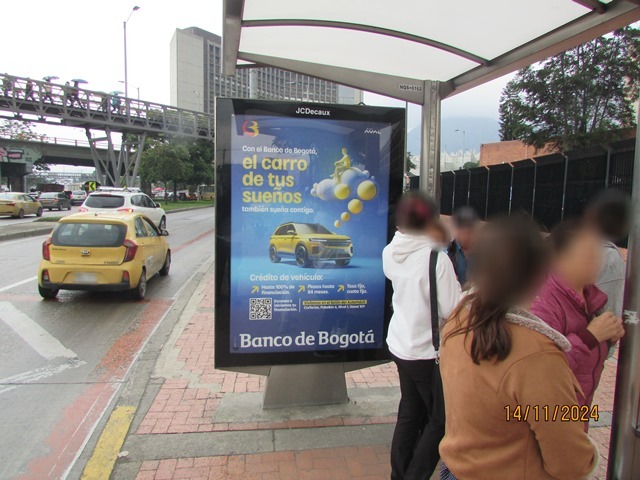 JCDecaux
AVAL
Con el Banco de Bogotá,
el carro
de tus
sueños
también sueña contigo.
Crédito de vehículo:
Hasta 100% de
financiación.
Plazos hasta
84 meses.
Tasa fija,
cuota fija.
Banco de Bogotá
14/11/2024